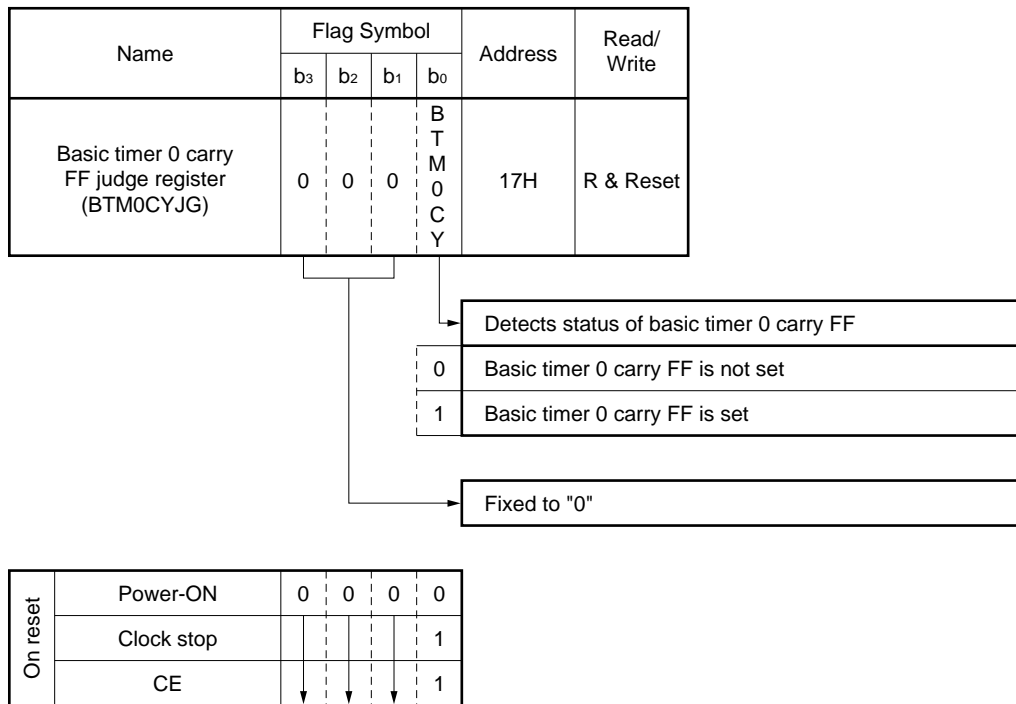 Name Flag Symbol Address Read/
Write
b3 b2 b1 b0
Basic timer 0 carry
FF judge register
(BTM0CYJG)
0 0 0
B
T
M
0
C
Y
17H R & Reset
Detects status of basic timer 0 carry FF
0 Basic timer 0 carry FF is not set
1 Basic timer 0 carry FF is set
Fixed to "0"
On reset
Power-ON 0 0 0 0
Clock stop 1
CE 1